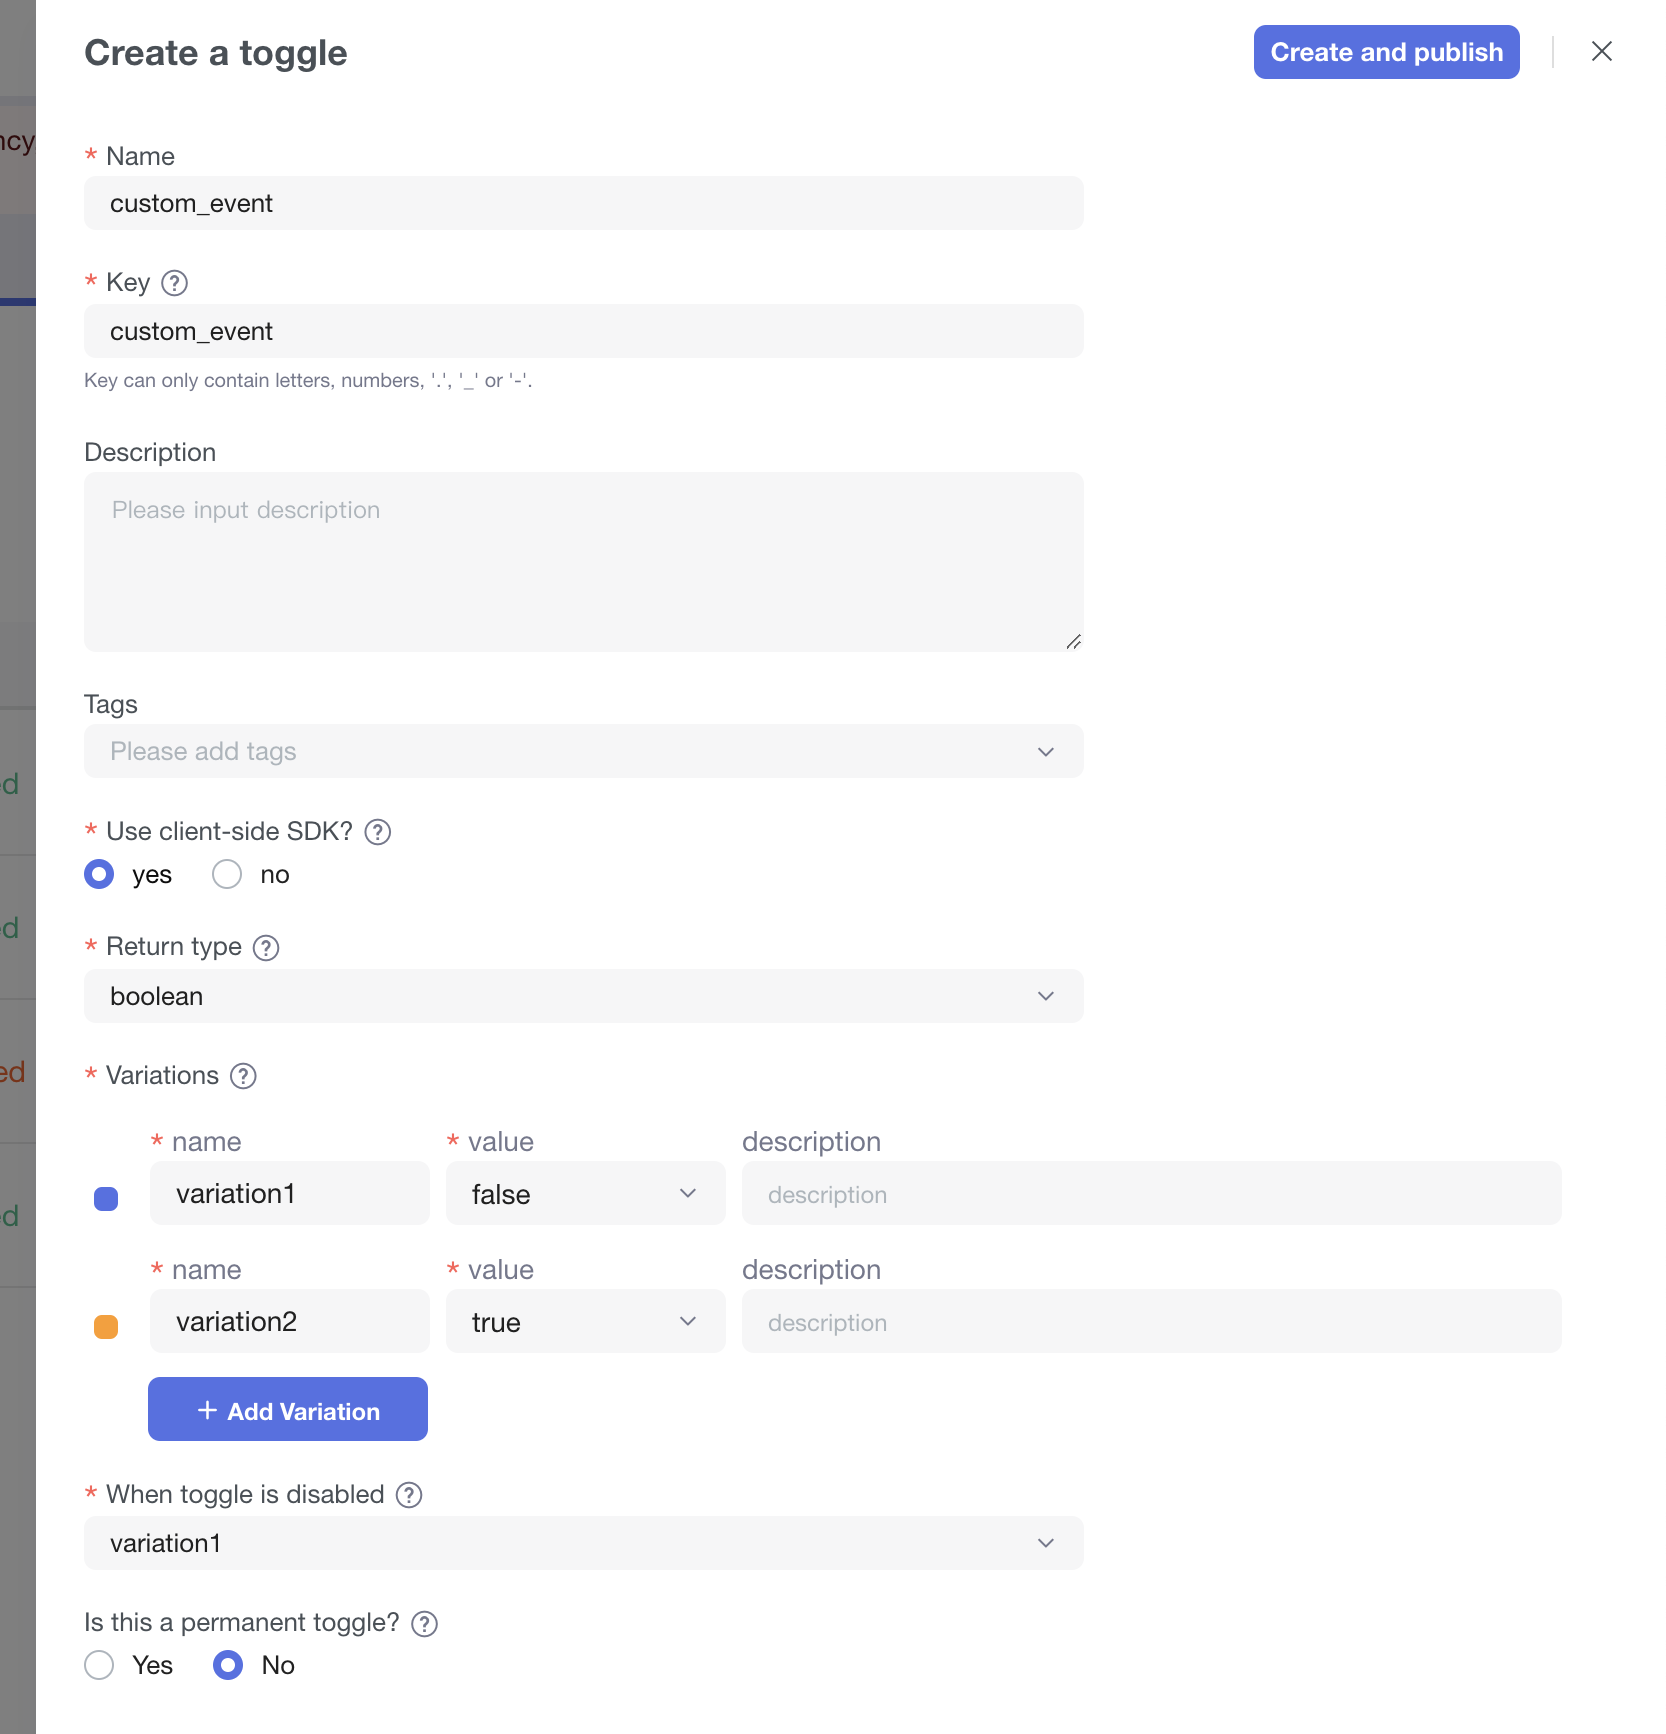 Create a toggle
Create and publish
ncy
* Name
custom_event
* Key ?
custom_event
Key can only contain letters, numbers, '.', '_' or '-'.
Description
Please input description
Tags
Please add tags
ed
* Use client-side SDK? ?
yes no
ed
* Return type ?
boolean
* Variations ?
ed
* name * value description
variation1 false description
ed
* name * value description
variation2 true description
+ Add Variation
* When toggle is disabled ?
variation1
Is this a permanent toggle? ?
Yes No